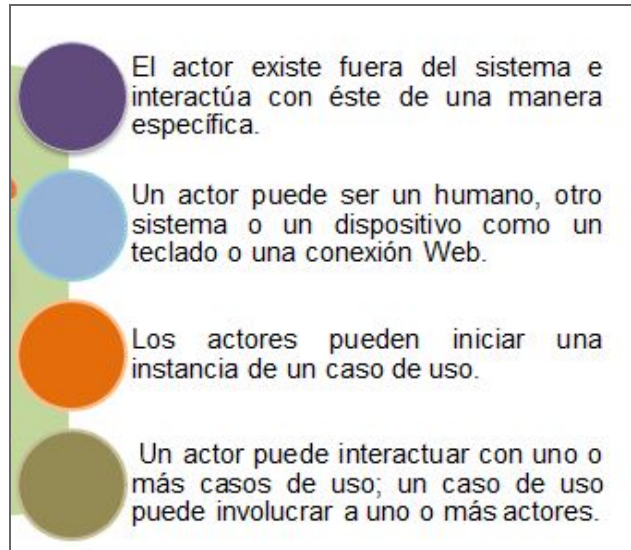 El actor existe fuera del sistema e
interactúa con éste de una manera
específica.
Un actor puede ser un humano, otro
sistema o un dispositivo como un
teclado o una conexión Web.
Los actores pueden iniciar una
instancia de un caso de uso.
Un actor puede interactuar con uno o
más casos de uso; un caso de uso
puede involucrar a uno o más actores.